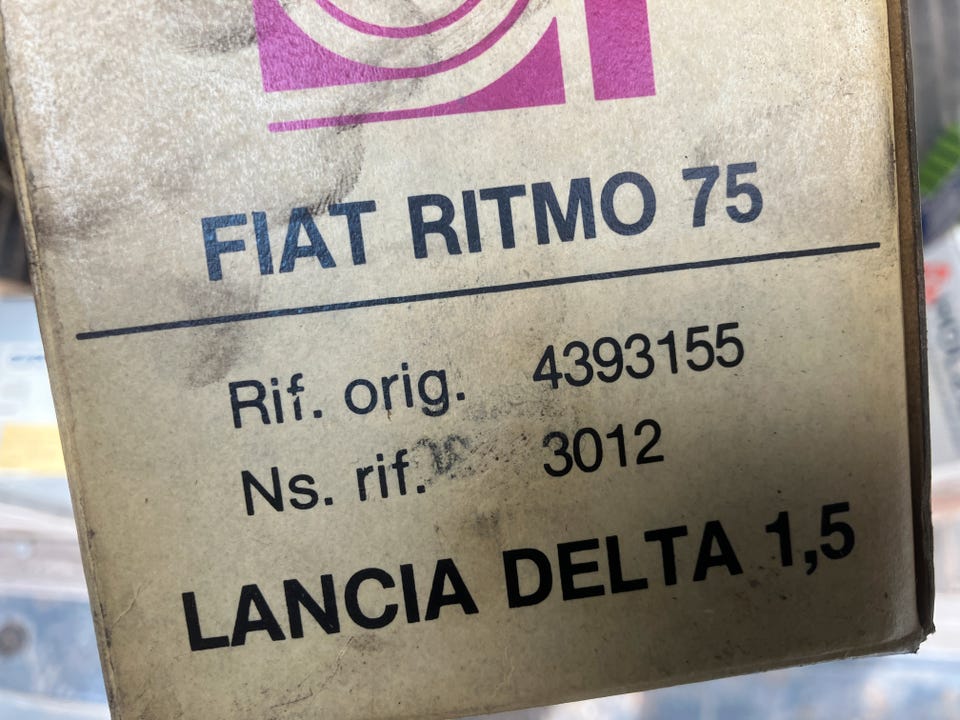 FIAT RITMO 75
Rif. orig. 4393155
Ns. rif. 3012
LANCIA DELTA 1,5